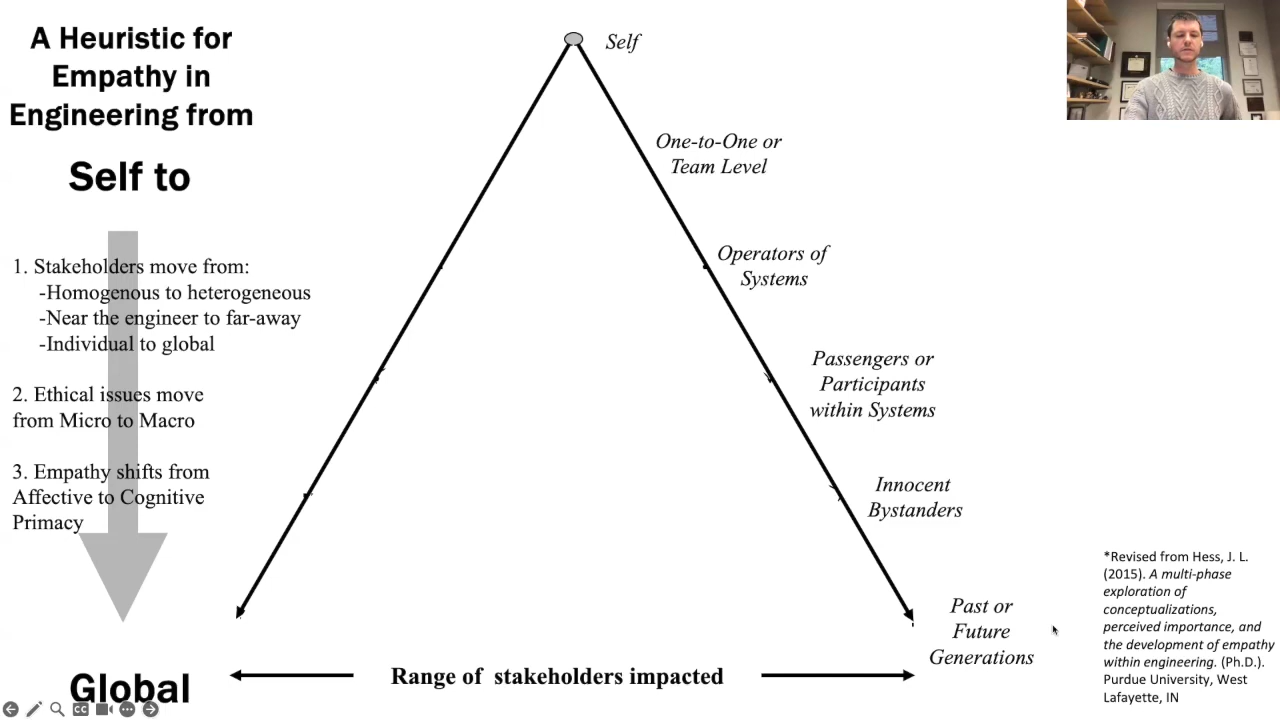 A Heuristic for
Empathy in
Engineering from
Self to
1. Stakeholders move from:
-Homogenous to heterogeneous
-Near the engineer to far-away
-Individual to global
2. Ethical issues move
from Micro to Macro
3. Empathy shifts from
Affective to Cognitive
Primacy
Global
Self
One-to-One or
Team Level
Operators of
Systems
Passengers or
Participants
within Systems
Innocent
Bystanders
Past or
Future
Generations
Range of stakeholders impacted
*Revised from Hess, J. L.
(2015). A multi-phase
exploration of
conceptualizations,
perceived importance, and
the development of empathy
within engineering. (Ph.D.).
Purdue University, West
Lafayette, IN
CC